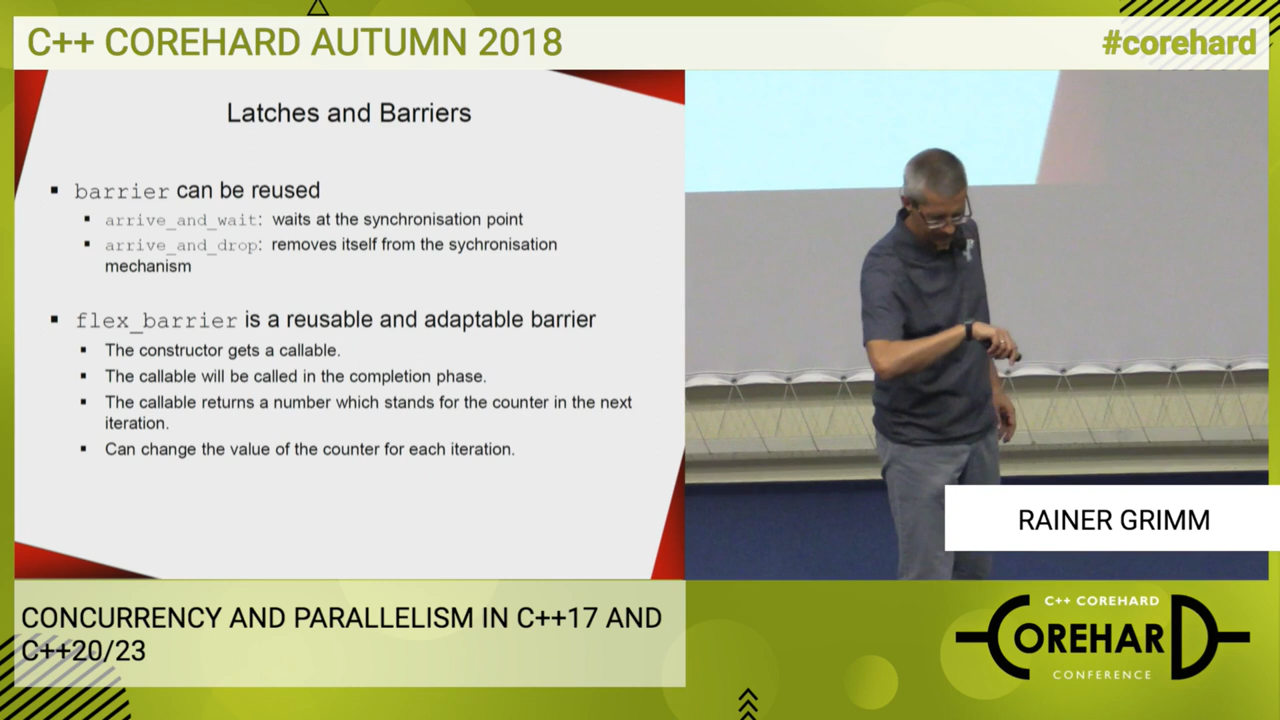 C++ COREHARD AUTUMN 2018
#corehard
Latches and Barriers
▪ barrier can be reused
▪ arrive_and_wait: waits at the synchronisation point
▪ arrive_and_drop: removes itself from the sychronisation
mechanism
▪ flex_barrier is a reusable and adaptable barrier
▪ The constructor gets a callable.
▪ The callable will be called in the completion phase.
▪ The callable returns a number which stands for the counter in the next
iteration.
▪ Can change the value of the counter for each iteration.
RAINER GRIMM
CONCURRENCY AND PARALLELISM IN C++17 AND
C++20/23
C++ COREHARD
COREHARD
CONFERENCE